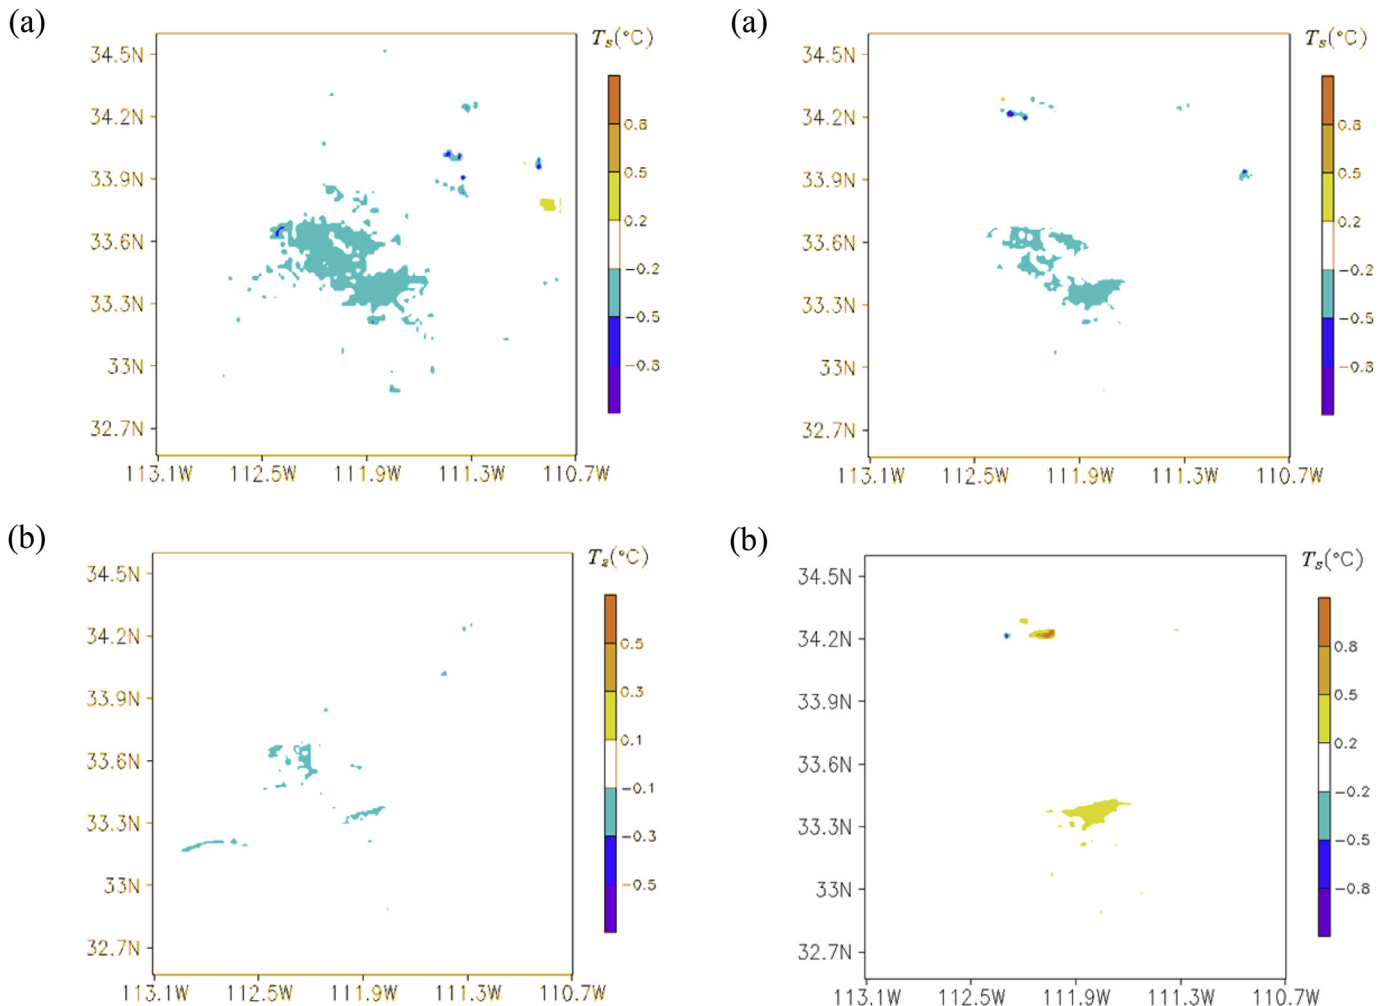 (a)
T_s(°C)
34.5N
34.2N
33.9N
33.6N
33.3N
33N
32.7N
113.1W 112.5W 111.9W 111.3W 110.7W
0.8
0.5
0.2
−0.2
−0.5
−0.8
(a)
T_s(°C)
34.5N
34.2N
33.9N
33.6N
33.3N
33N
32.7N
113.1W 112.5W 111.9W 111.3W 110.7W
0.8
0.5
0.2
−0.2
−0.5
−0.8
(b)
T_2(°C)
34.5N
34.2N
33.9N
33.6N
33.3N
33N
32.7N
113.1W 112.5W 111.9W 111.3W 110.7W
0.5
0.3
0.1
−0.1
−0.3
−0.5
(b)
T_s(°C)
34.5N
34.2N
33.9N
33.6N
33.3N
33N
32.7N
113.1W 112.5W 111.9W 111.3W 110.7W
0.8
0.5
0.2
−0.2
−0.5
−0.8